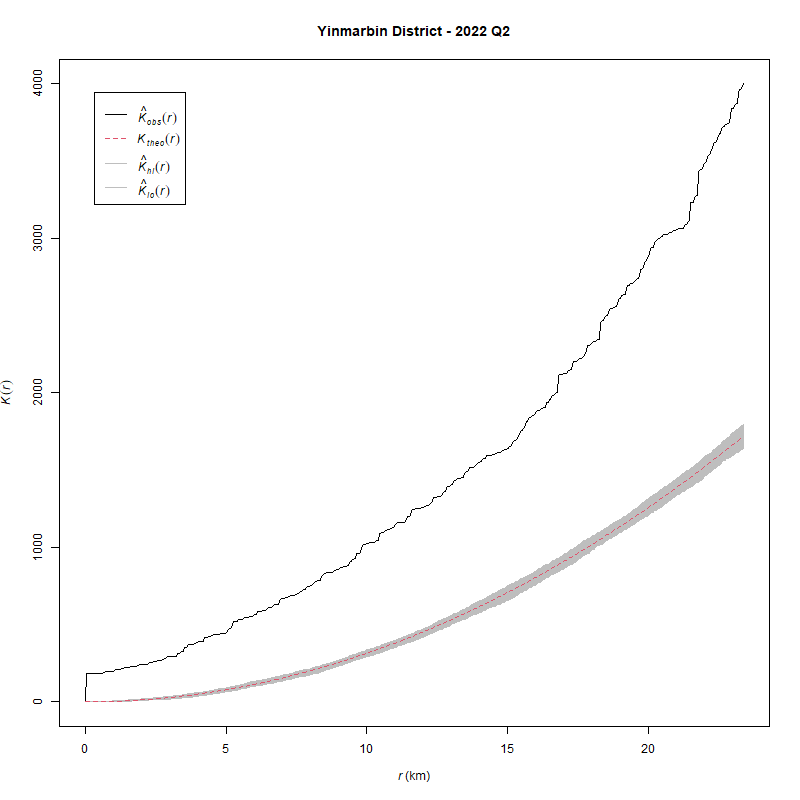 Yinmarbin District - 2022 Q2
K̂obs(r)
Ktheo(r)
K̂hi(r)
K̂lo(r)
4000
3000
2000
1000
0
K(r)
0 5 10 15 20
r (km)